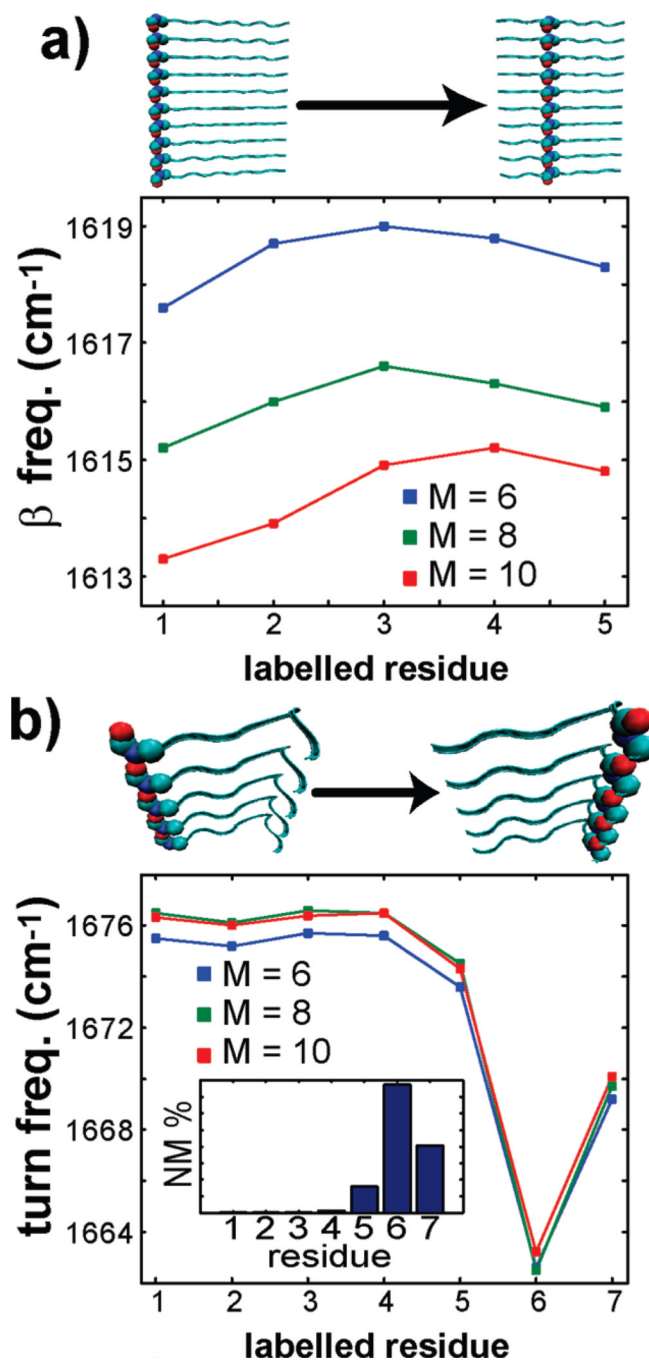 a)
1619
1617
1615
1613
β freq. (cm-1)
M = 6
M = 8
M = 10
1 2 3 4 5
labelled residue
b)
1676
1672
1668
1664
turn freq. (cm-1)
M = 6
M = 8
M = 10
NM %
1 2 3 4 5 6 7
residue
1 2 3 4 5 6 7
labelled residue